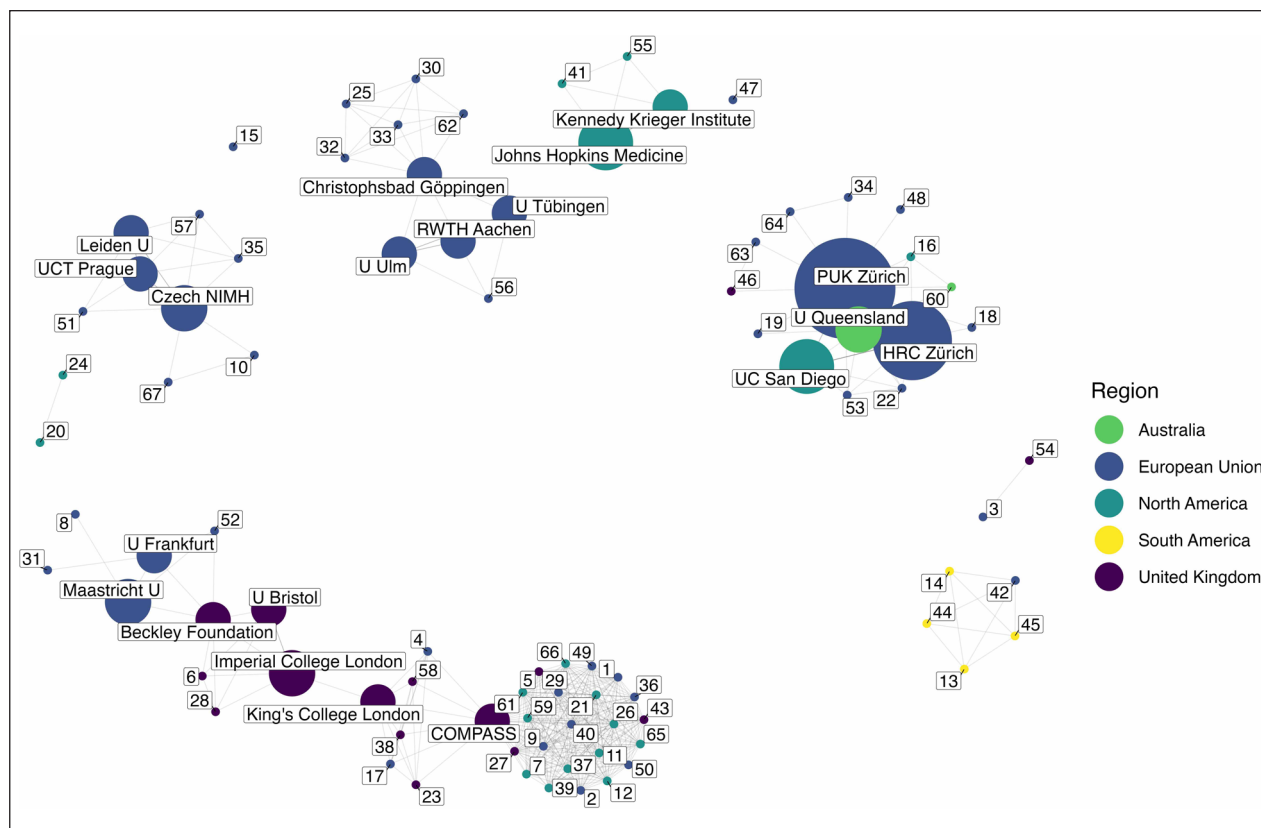 55
30
41
47
25
Kennedy Krieger Institute
62
33
15
32
Johns Hopkins Medicine
Christophsbad Göppingen
34
48
U Tübingen
64
57
RWTH Aachen
Leiden U
35
16
63
U Ulm
UCT Prague
PUK Zürich
46
Czech NIMH
56
60
U Queensland
51
19
18
HRC Zürich
24
10
UC San Diego
67
22
53
Region
Australia
20
54
European Union
North America
3
8
52
South America
U Frankfurt
31
United Kingdom
14
42
Maastricht U
U Bristol
44
Beckley Foundation
45
4
66
49
1
Imperial College London
58
6
5
29
36
13
28
61
59
21
26
43
King's College London
COMPASS
40
65
38
9
27
11
17
7
37
50
23
39
2
12